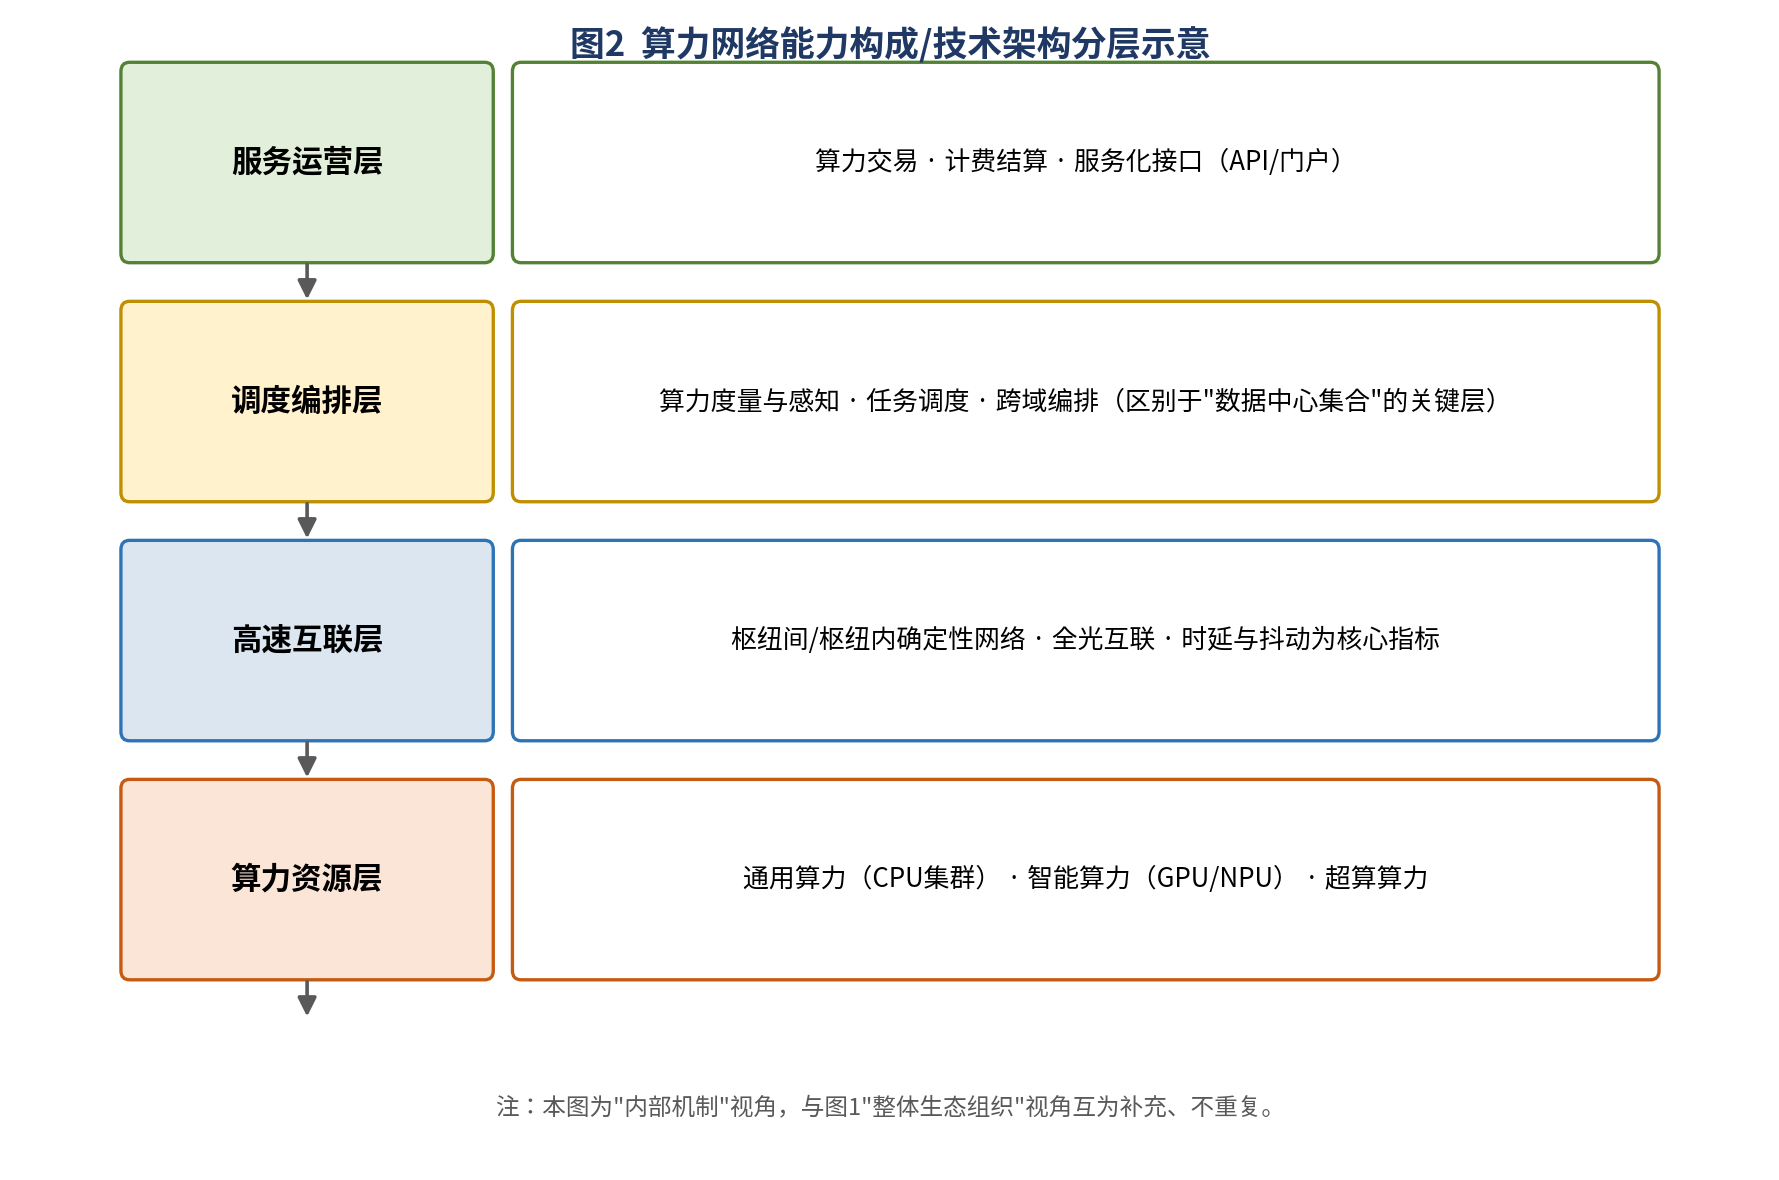 图2 算力网络能力构成/技术架构分层示意
服务运营层
算力交易 · 计费结算 · 服务化接口（API/门户）
调度编排层
算力度量与感知 · 任务调度 · 跨域编排（区别于"数据中心集合"的关键层）
高速互联层
枢纽间/枢纽内确定性网络 · 全光互联 · 时延与抖动为核心指标
算力资源层
通用算力（CPU集群） · 智能算力（GPU/NPU） · 超算算力
注：本图为"内部机制"视角，与图1"整体生态组织"视角互为补充、不重复。